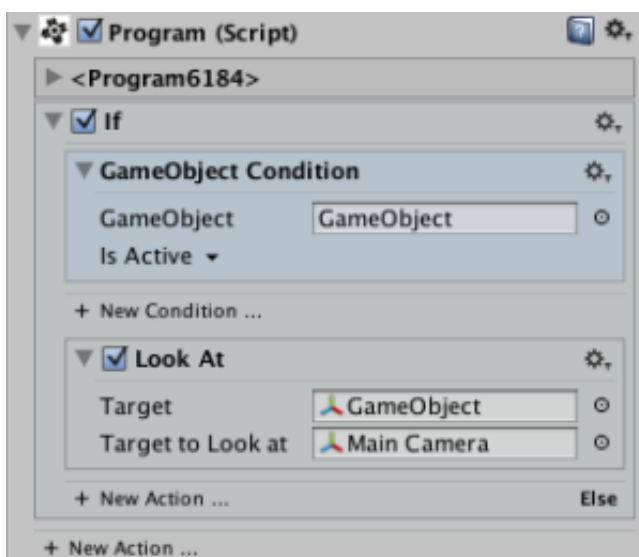 Program (Script)
<Program6184>
If
GameObject Condition
GameObject GameObject
Is Active
+ New Condition ...
Look At
Target GameObject
Target to Look at Main Camera
+ New Action ... Else
+ New Action ...